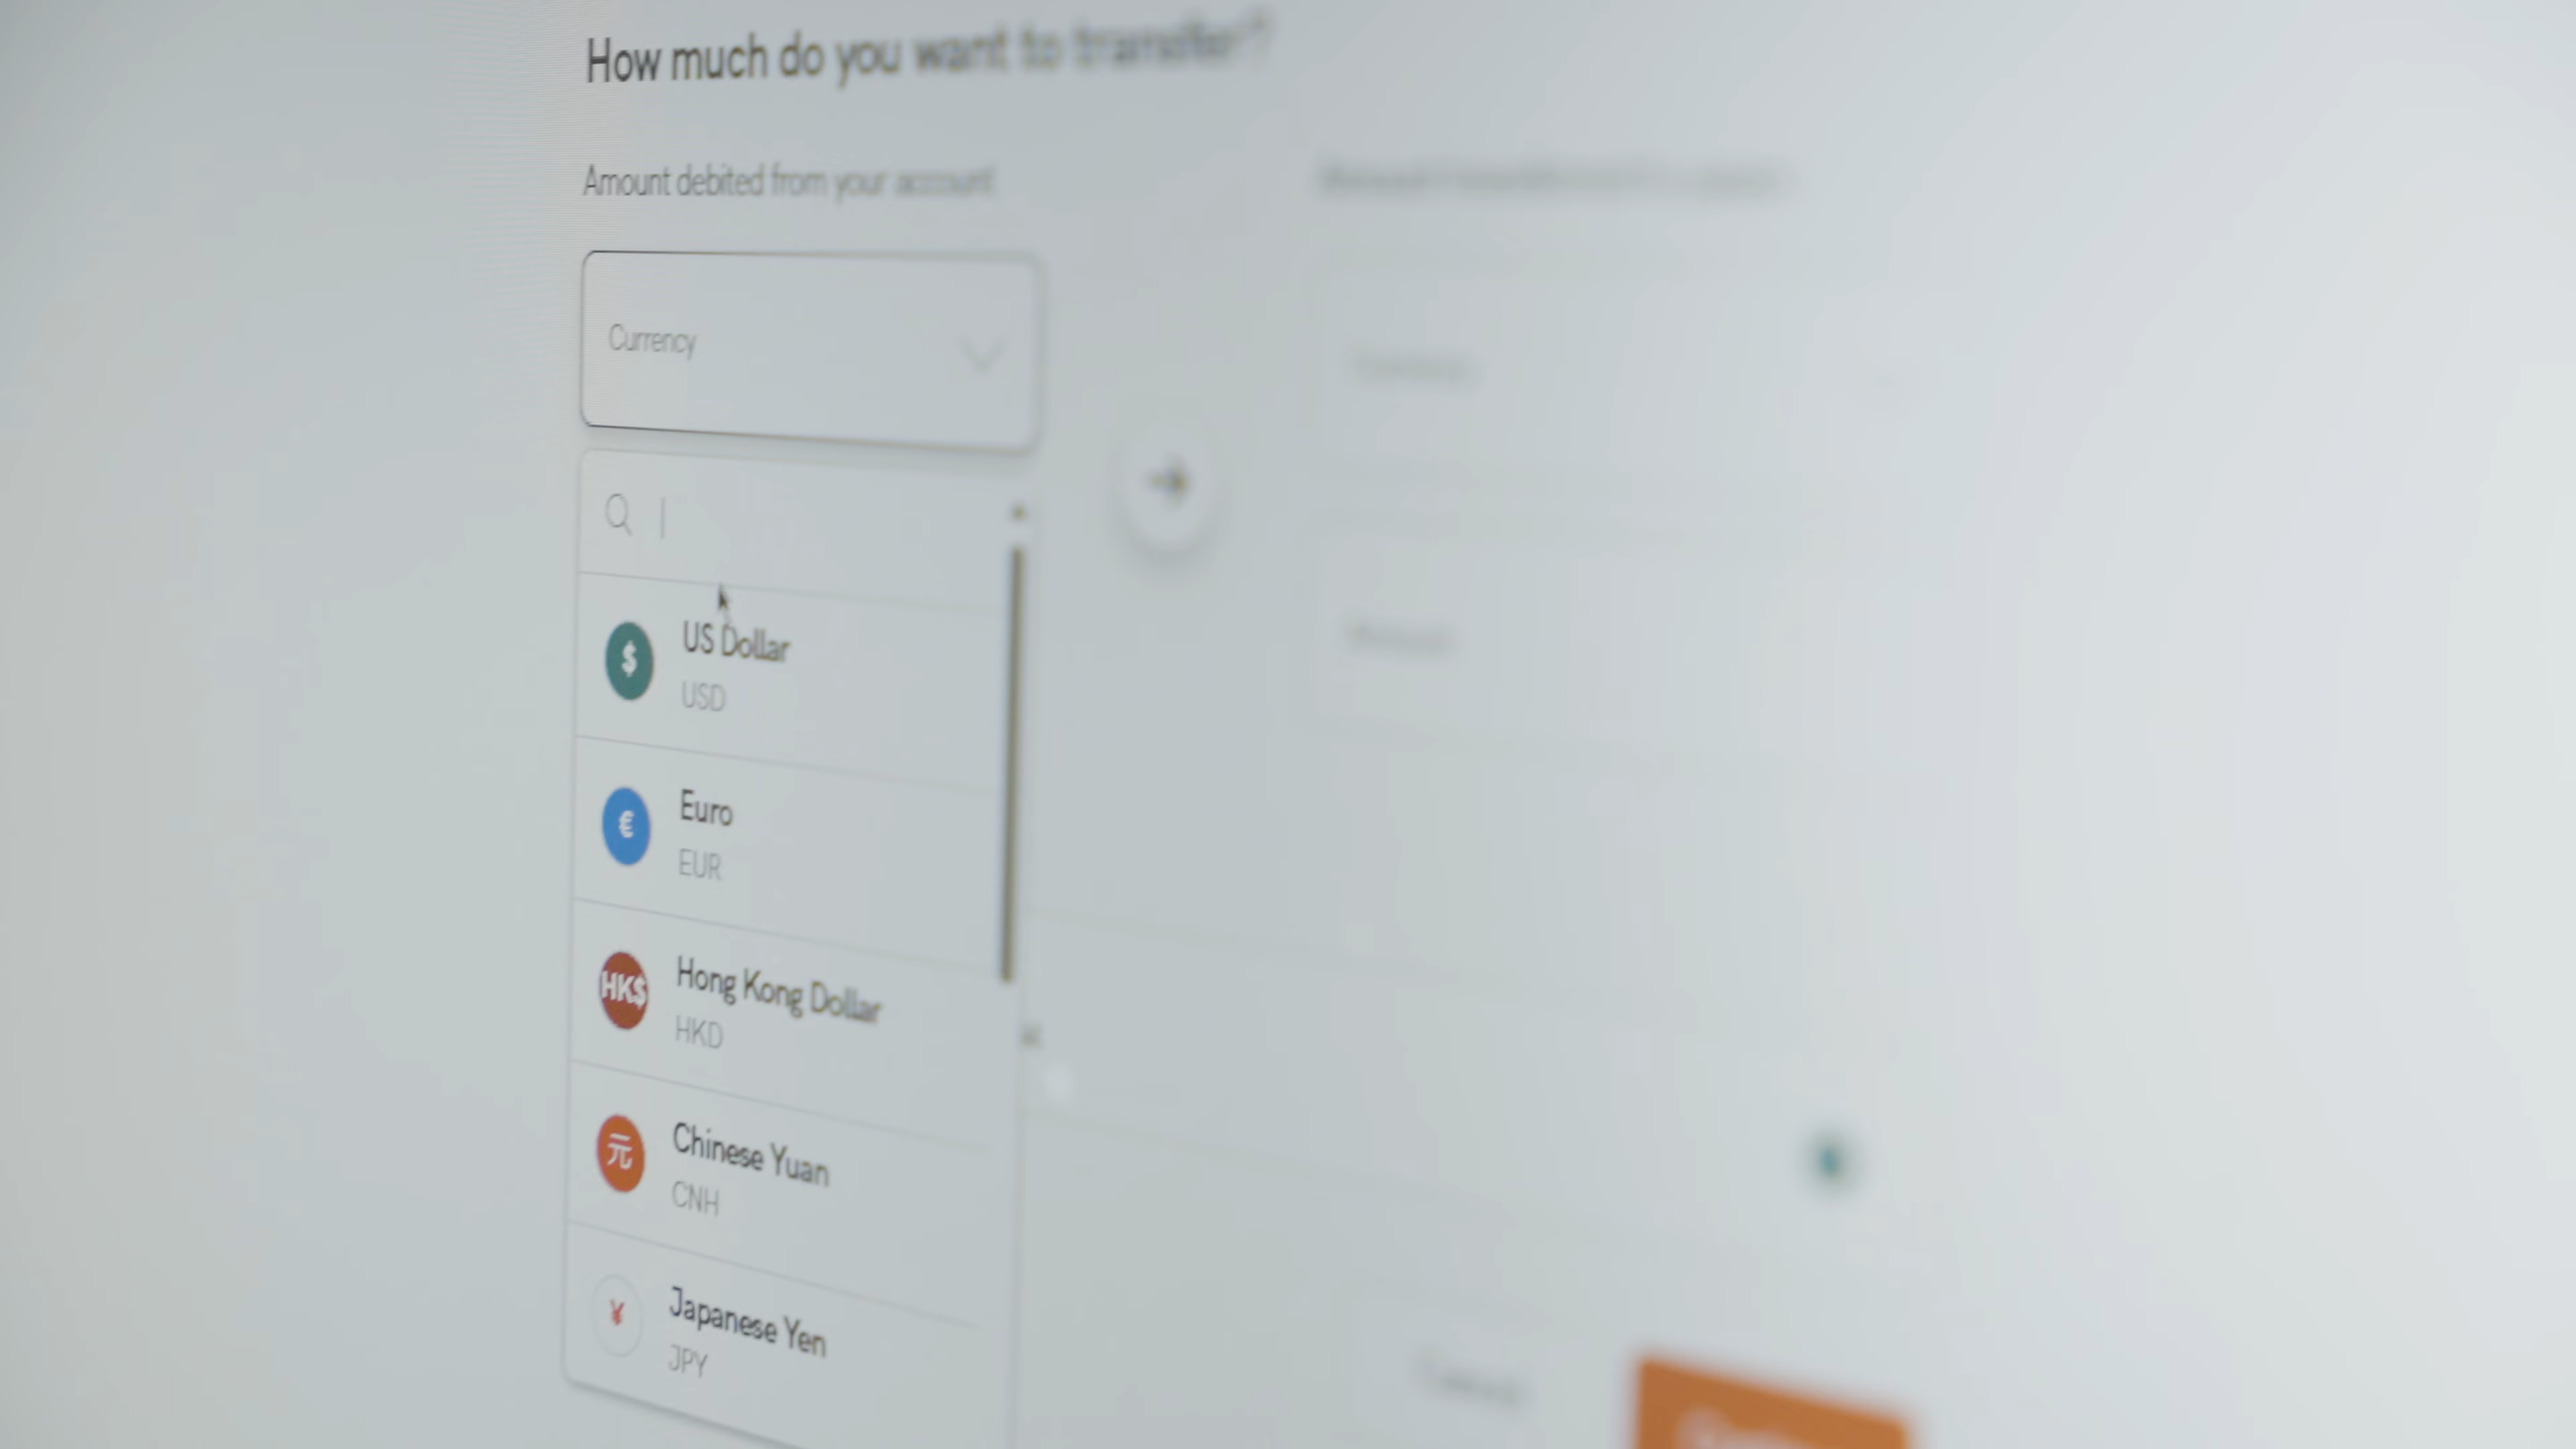 How much do you want to transfer?
Amount debited from your account
Currency
$
US Dollar
USD
€
Euro
EUR
HK$
Hong Kong Dollar
HKD
元
Chinese Yuan
CNH
¥
Japanese Yen
JPY